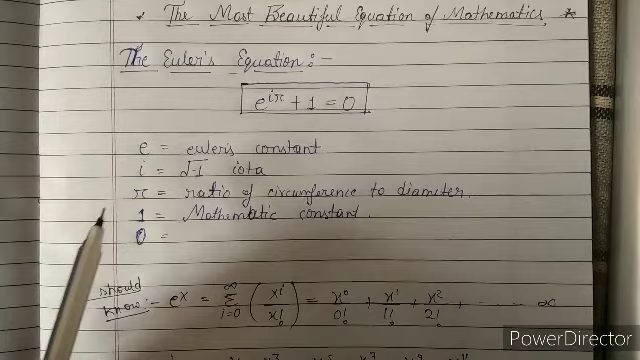 * The Most Beautiful Equation of Mathematics *
The Euler's Equation :-
e^{iπ} + 1 = 0
e = euler's constant
i = √-1 iota
π = ratio of circumference to diameter.
1 = Mathematic constant.
0 =
should know :- e^x = ∑_{i=0}^{∞} (x^i / x!) = x^0/0! + x^1/1! + x^2/2! + - - - - - ∞
PowerDirector